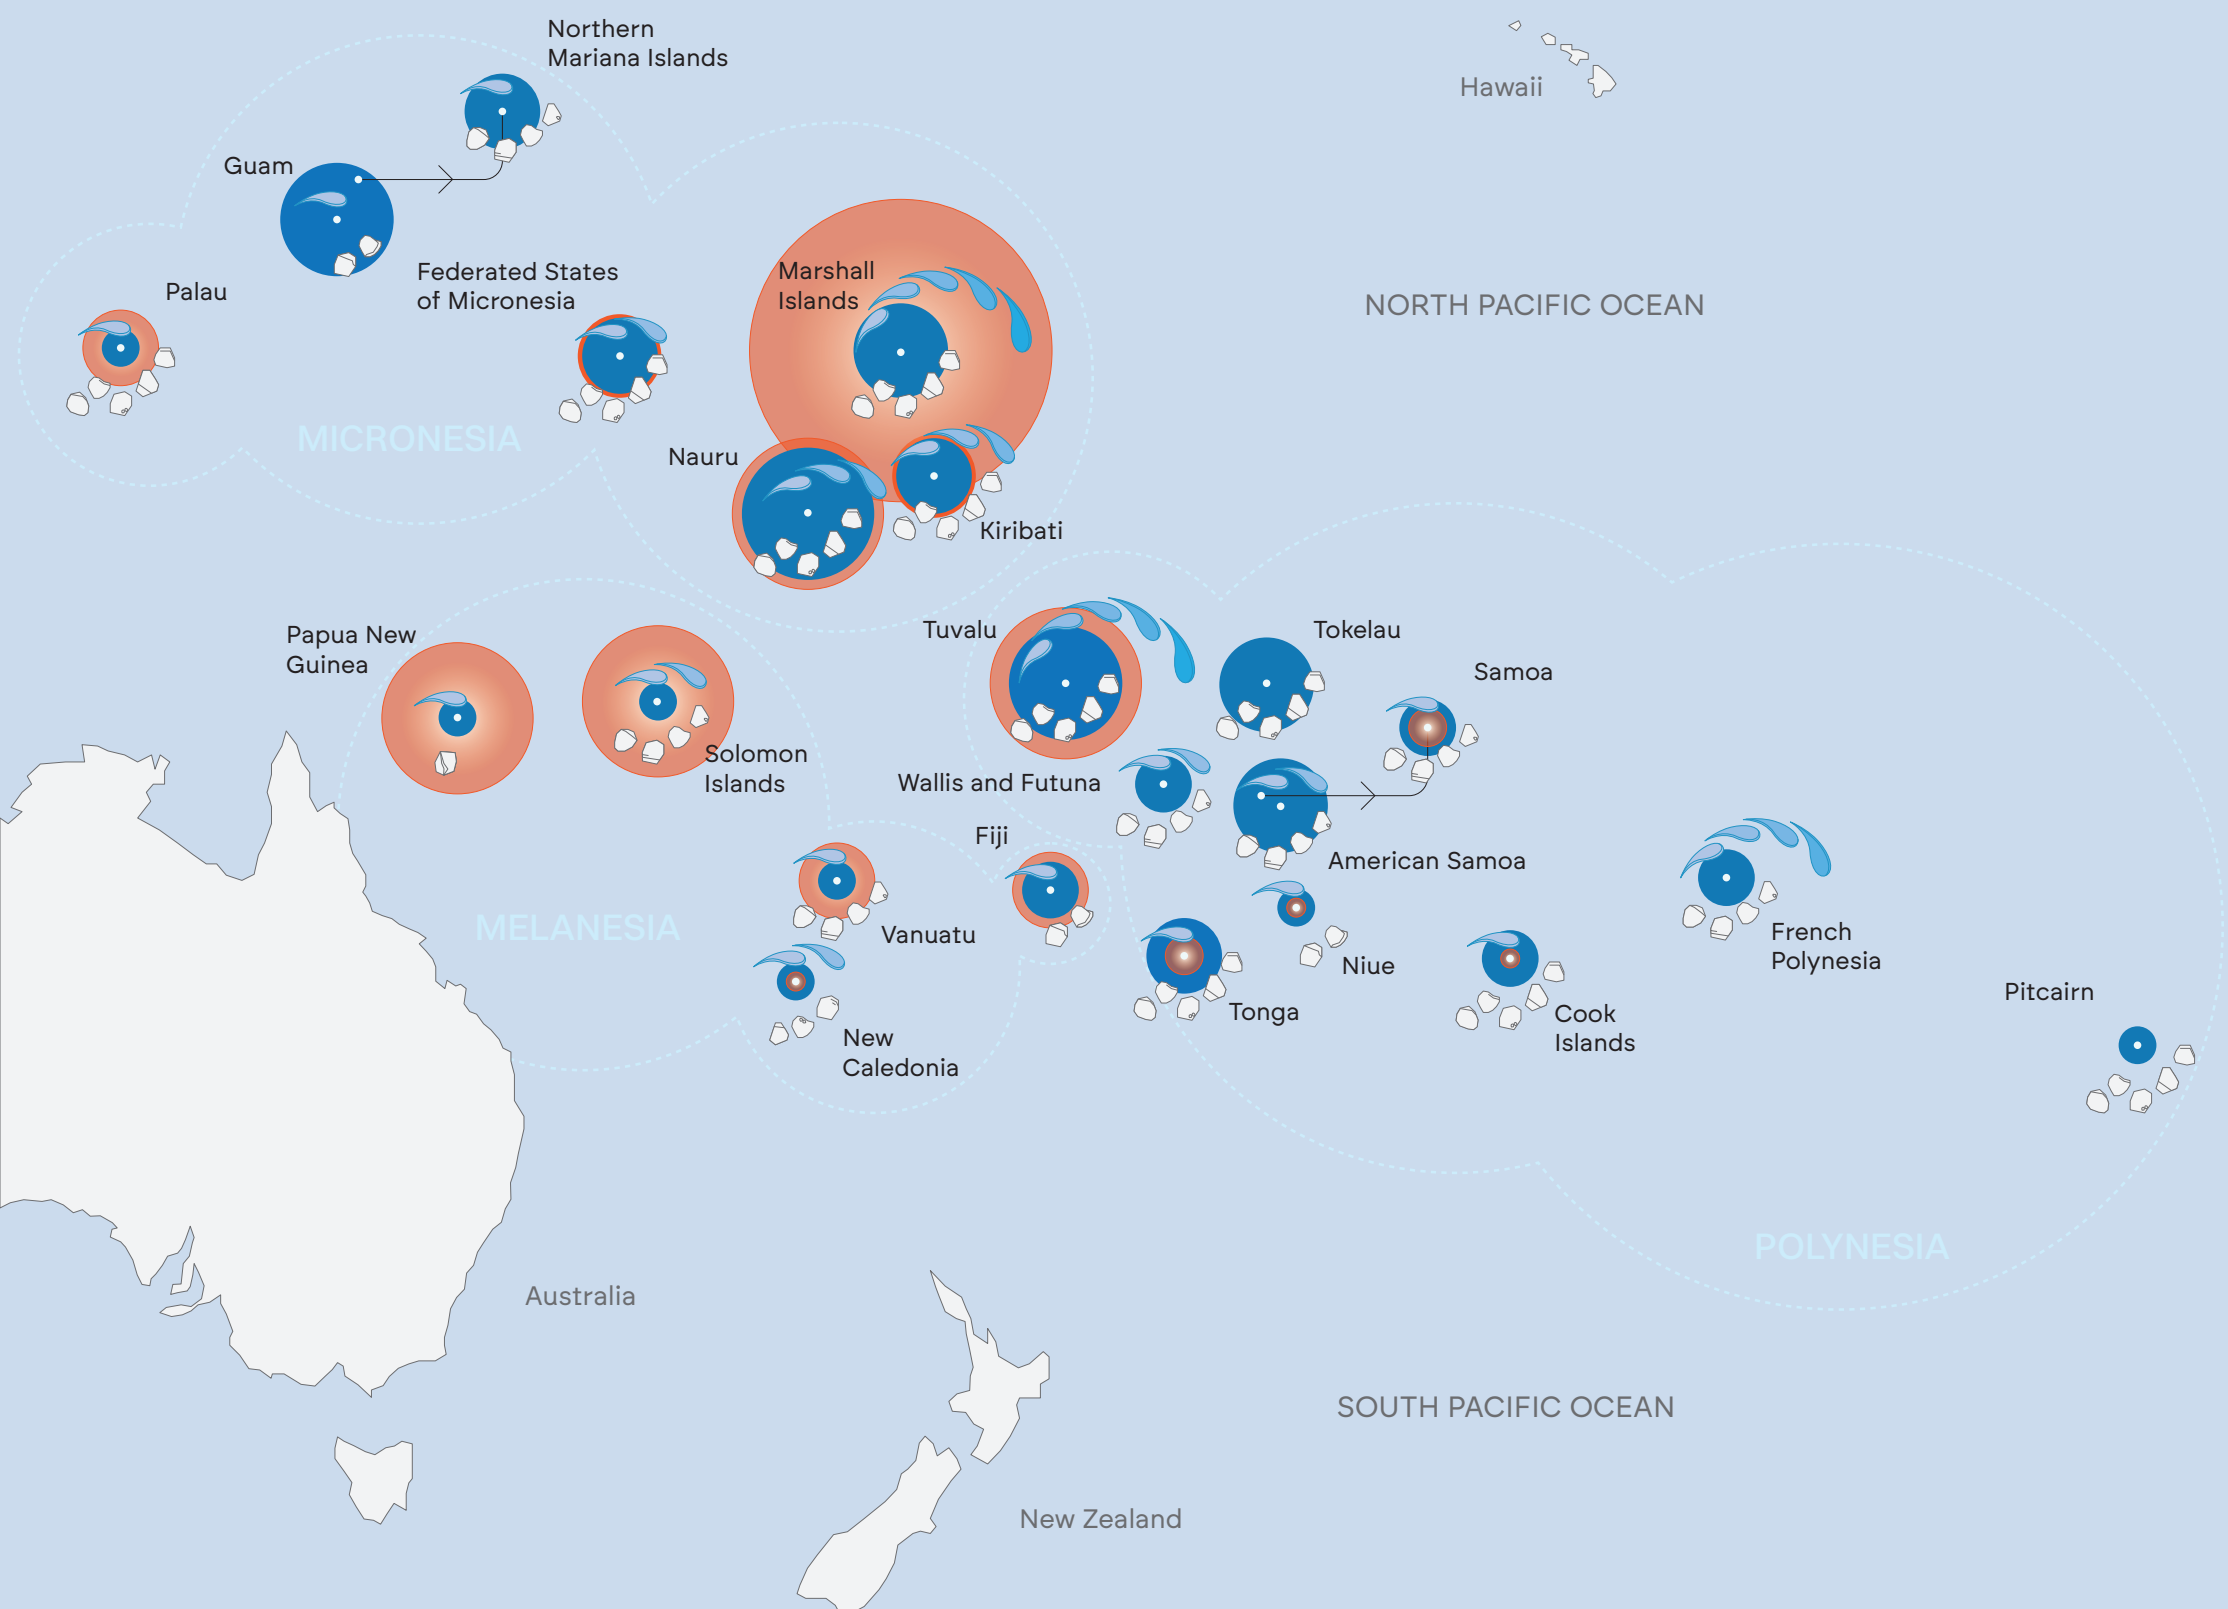 Northern
Mariana Islands
Hawaii
Guam
Federated States
of Micronesia
Palau
Marshall
Islands
NORTH PACIFIC OCEAN
MICRONESIA
Nauru
Kiribati
Papua New
Guinea
Tuvalu
Tokelau
Samoa
Solomon
Islands
Wallis and Futuna
Fiji
American Samoa
MELANESIA
Vanuatu
Niue
French
Polynesia
Pitcairn
Tonga
Cook
Islands
New
Caledonia
POLYNESIA
Australia
SOUTH PACIFIC OCEAN
New Zealand